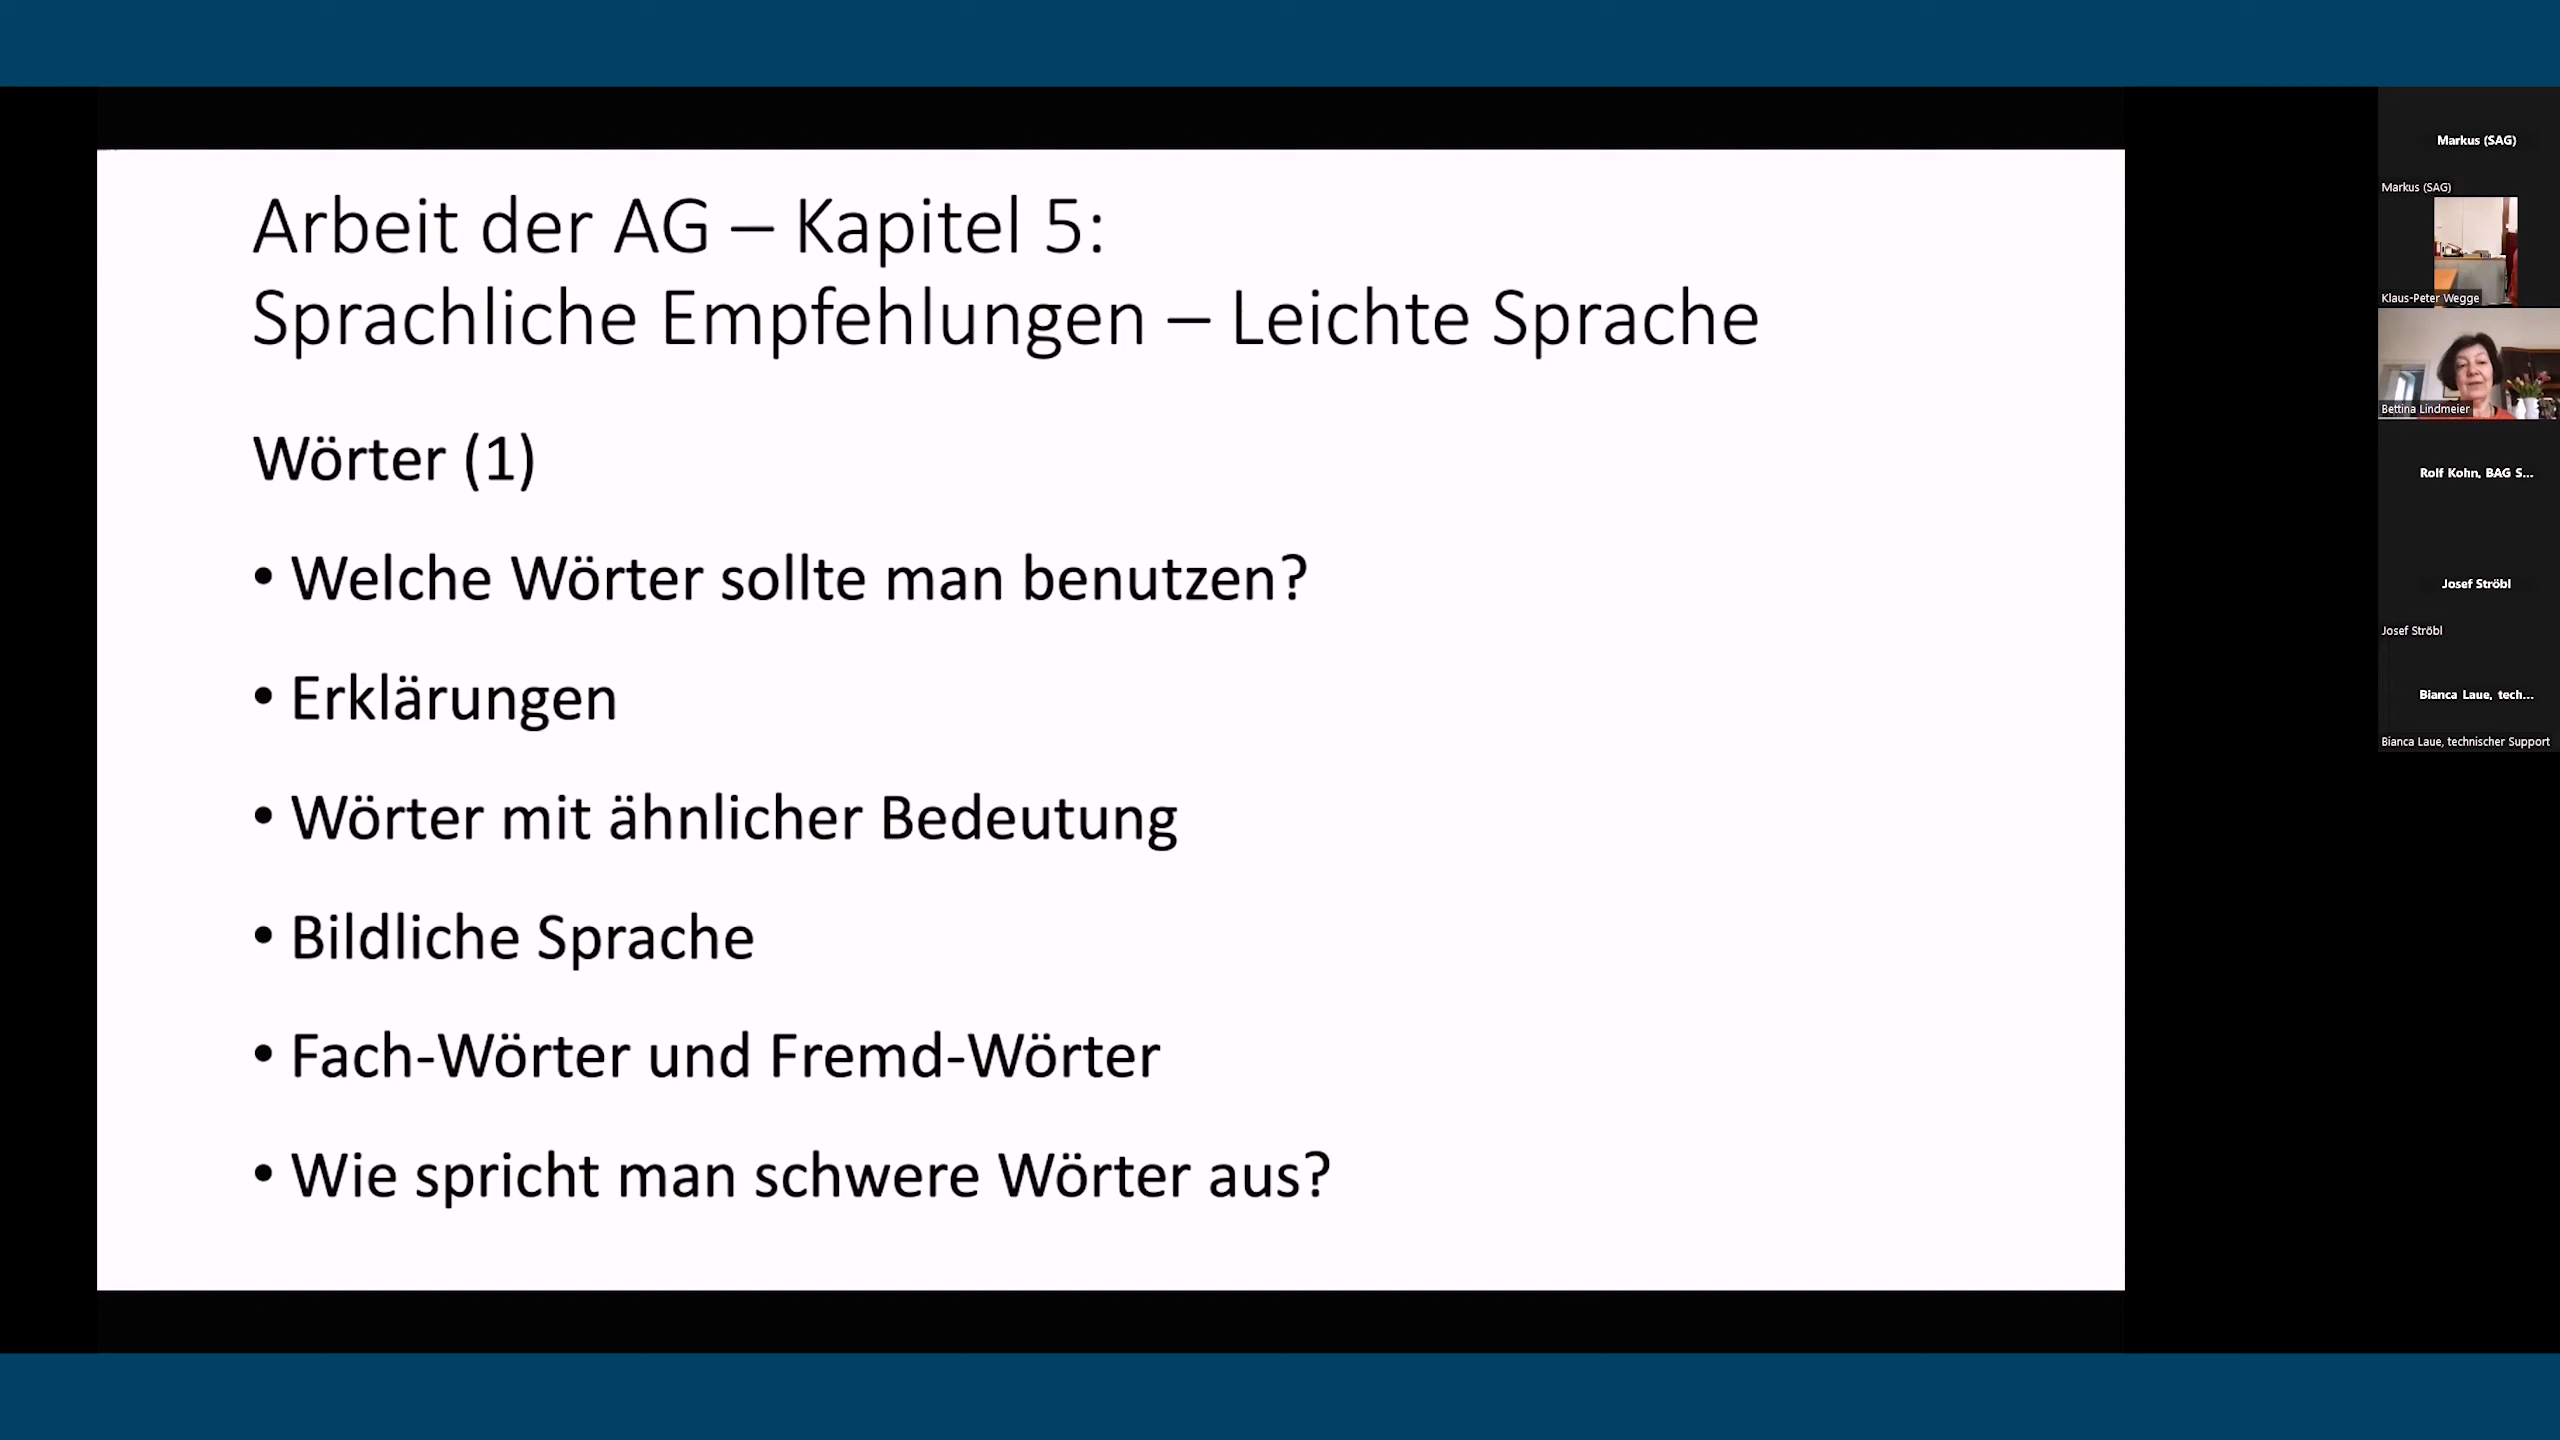 Arbeit der AG – Kapitel 5:
Sprachliche Empfehlungen – Leichte Sprache
Wörter (1)
• Welche Wörter sollte man benutzen?
• Erklärungen
• Wörter mit ähnlicher Bedeutung
• Bildliche Sprache
• Fach-Wörter und Fremd-Wörter
• Wie spricht man schwere Wörter aus?
Markus (SAG)
Markus (SAG)
Klaus-Peter Wegge
Bettina Lindmeier
Rolf Kohn, BAG S...
Josef Ströbl
Josef Ströbl
Bianca Laue, tech...
Bianca Laue, technischer Support